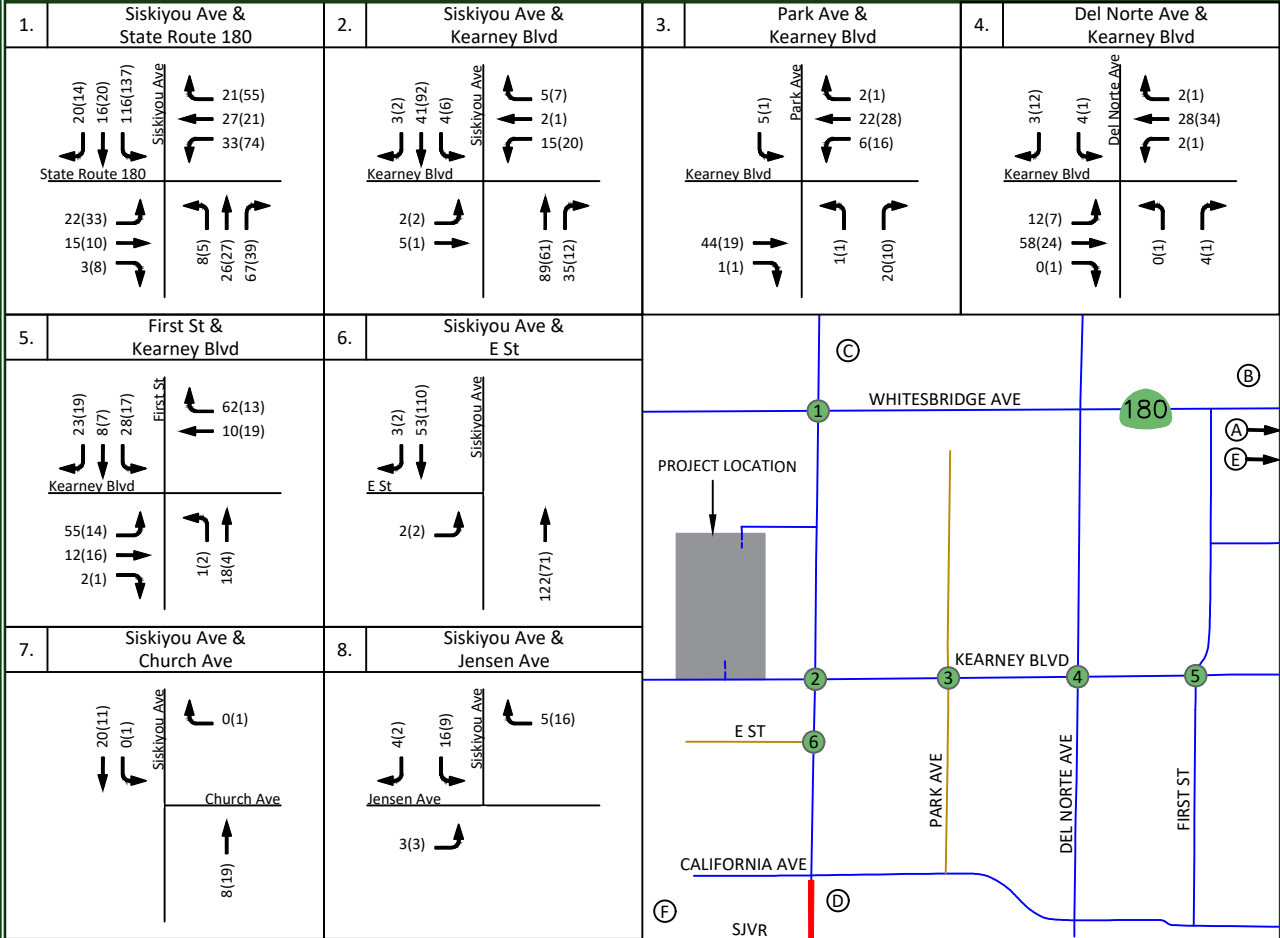 1.
Siskiyou Ave &
State Route 180
20(14)
16(20)
116(137)
Siskiyou Ave
21(55)
27(21)
33(74)
State Route 180
22(33)
15(10)
3(8)
8(5)
26(27)
67(39)
2.
Siskiyou Ave &
Kearney Blvd
3(2)
41(92)
4(6)
Siskiyou Ave
5(7)
2(1)
15(20)
Kearney Blvd
2(2)
5(1)
89(61)
35(12)
3.
Park Ave &
Kearney Blvd
5(1)
Park Ave
2(1)
22(28)
6(16)
Kearney Blvd
44(19)
1(1)
1(1)
20(10)
4.
Del Norte Ave &
Kearney Blvd
3(12)
4(1)
Del Norte Ave
2(1)
28(34)
2(1)
Kearney Blvd
12(7)
58(24)
0(1)
0(1)
4(1)
5.
First St &
Kearney Blvd
23(19)
8(7)
28(17)
First St
62(13)
10(19)
Kearney Blvd
55(14)
12(16)
2(1)
1(2)
18(4)
6.
Siskiyou Ave &
E St
3(2)
53(110)
Siskiyou Ave
E St
2(2)
122(71)
7.
Siskiyou Ave &
Church Ave
20(11)
0(1)
Siskiyou Ave
0(1)
Church Ave
8(19)
8.
Siskiyou Ave &
Jensen Ave
4(2)
16(9)
Siskiyou Ave
5(16)
Jensen Ave
3(3)
C
B
WHITESBRIDGE AVE
180
1
A
E
PROJECT LOCATION
KEARNEY BLVD
2
3
4
5
E ST
6
PARK AVE
DEL NORTE AVE
FIRST ST
CALIFORNIA AVE
F
D
SJVR